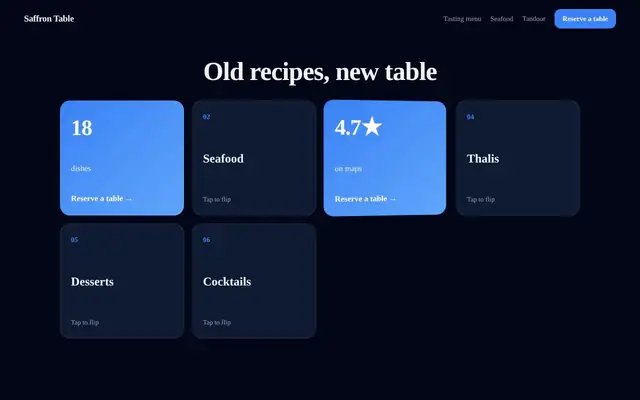 Saffron Table
Tasting menu Seafood Tandoor Reserve a table
Old recipes, new table
18
dishes
Reserve a table →
02
Seafood
Tap to flip
4.7★
on maps
Reserve a table →
04
Thalis
Tap to flip
05
Desserts
Tap to flip
06
Cocktails
Tap to flip